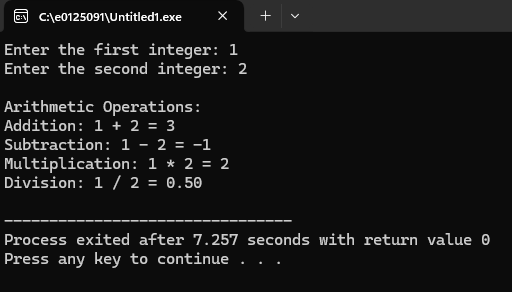 C:\e0125091\Untitled1.exe
Enter the first integer: 1
Enter the second integer: 2
Arithmetic Operations:
Addition: 1 + 2 = 3
Subtraction: 1 - 2 = -1
Multiplication: 1 * 2 = 2
Division: 1 / 2 = 0.50
--------------------------------
Process exited after 7.257 seconds with return value 0
Press any key to continue . . .